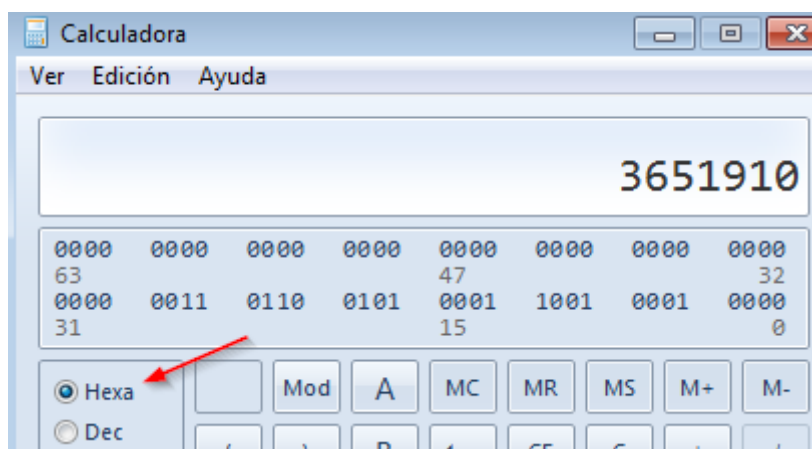 Calculadora
Ver Edición Ayuda
3651910
0000 0000 0000 0000 0000 0000 0000 0000
63 47 32
0000 0011 0110 0101 0001 1001 0001 0000
31 15 0
Hexa Mod A MC MR MS M+ M-
Dec